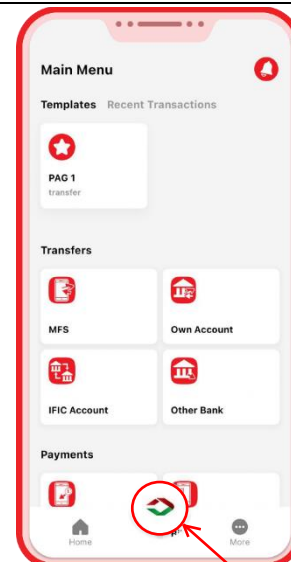 Main Menu
Templates Recent Transactions
PAG 1
transfer
Transfers
MFS
Own Account
IFIC Account
Other Bank
Payments
Home
More